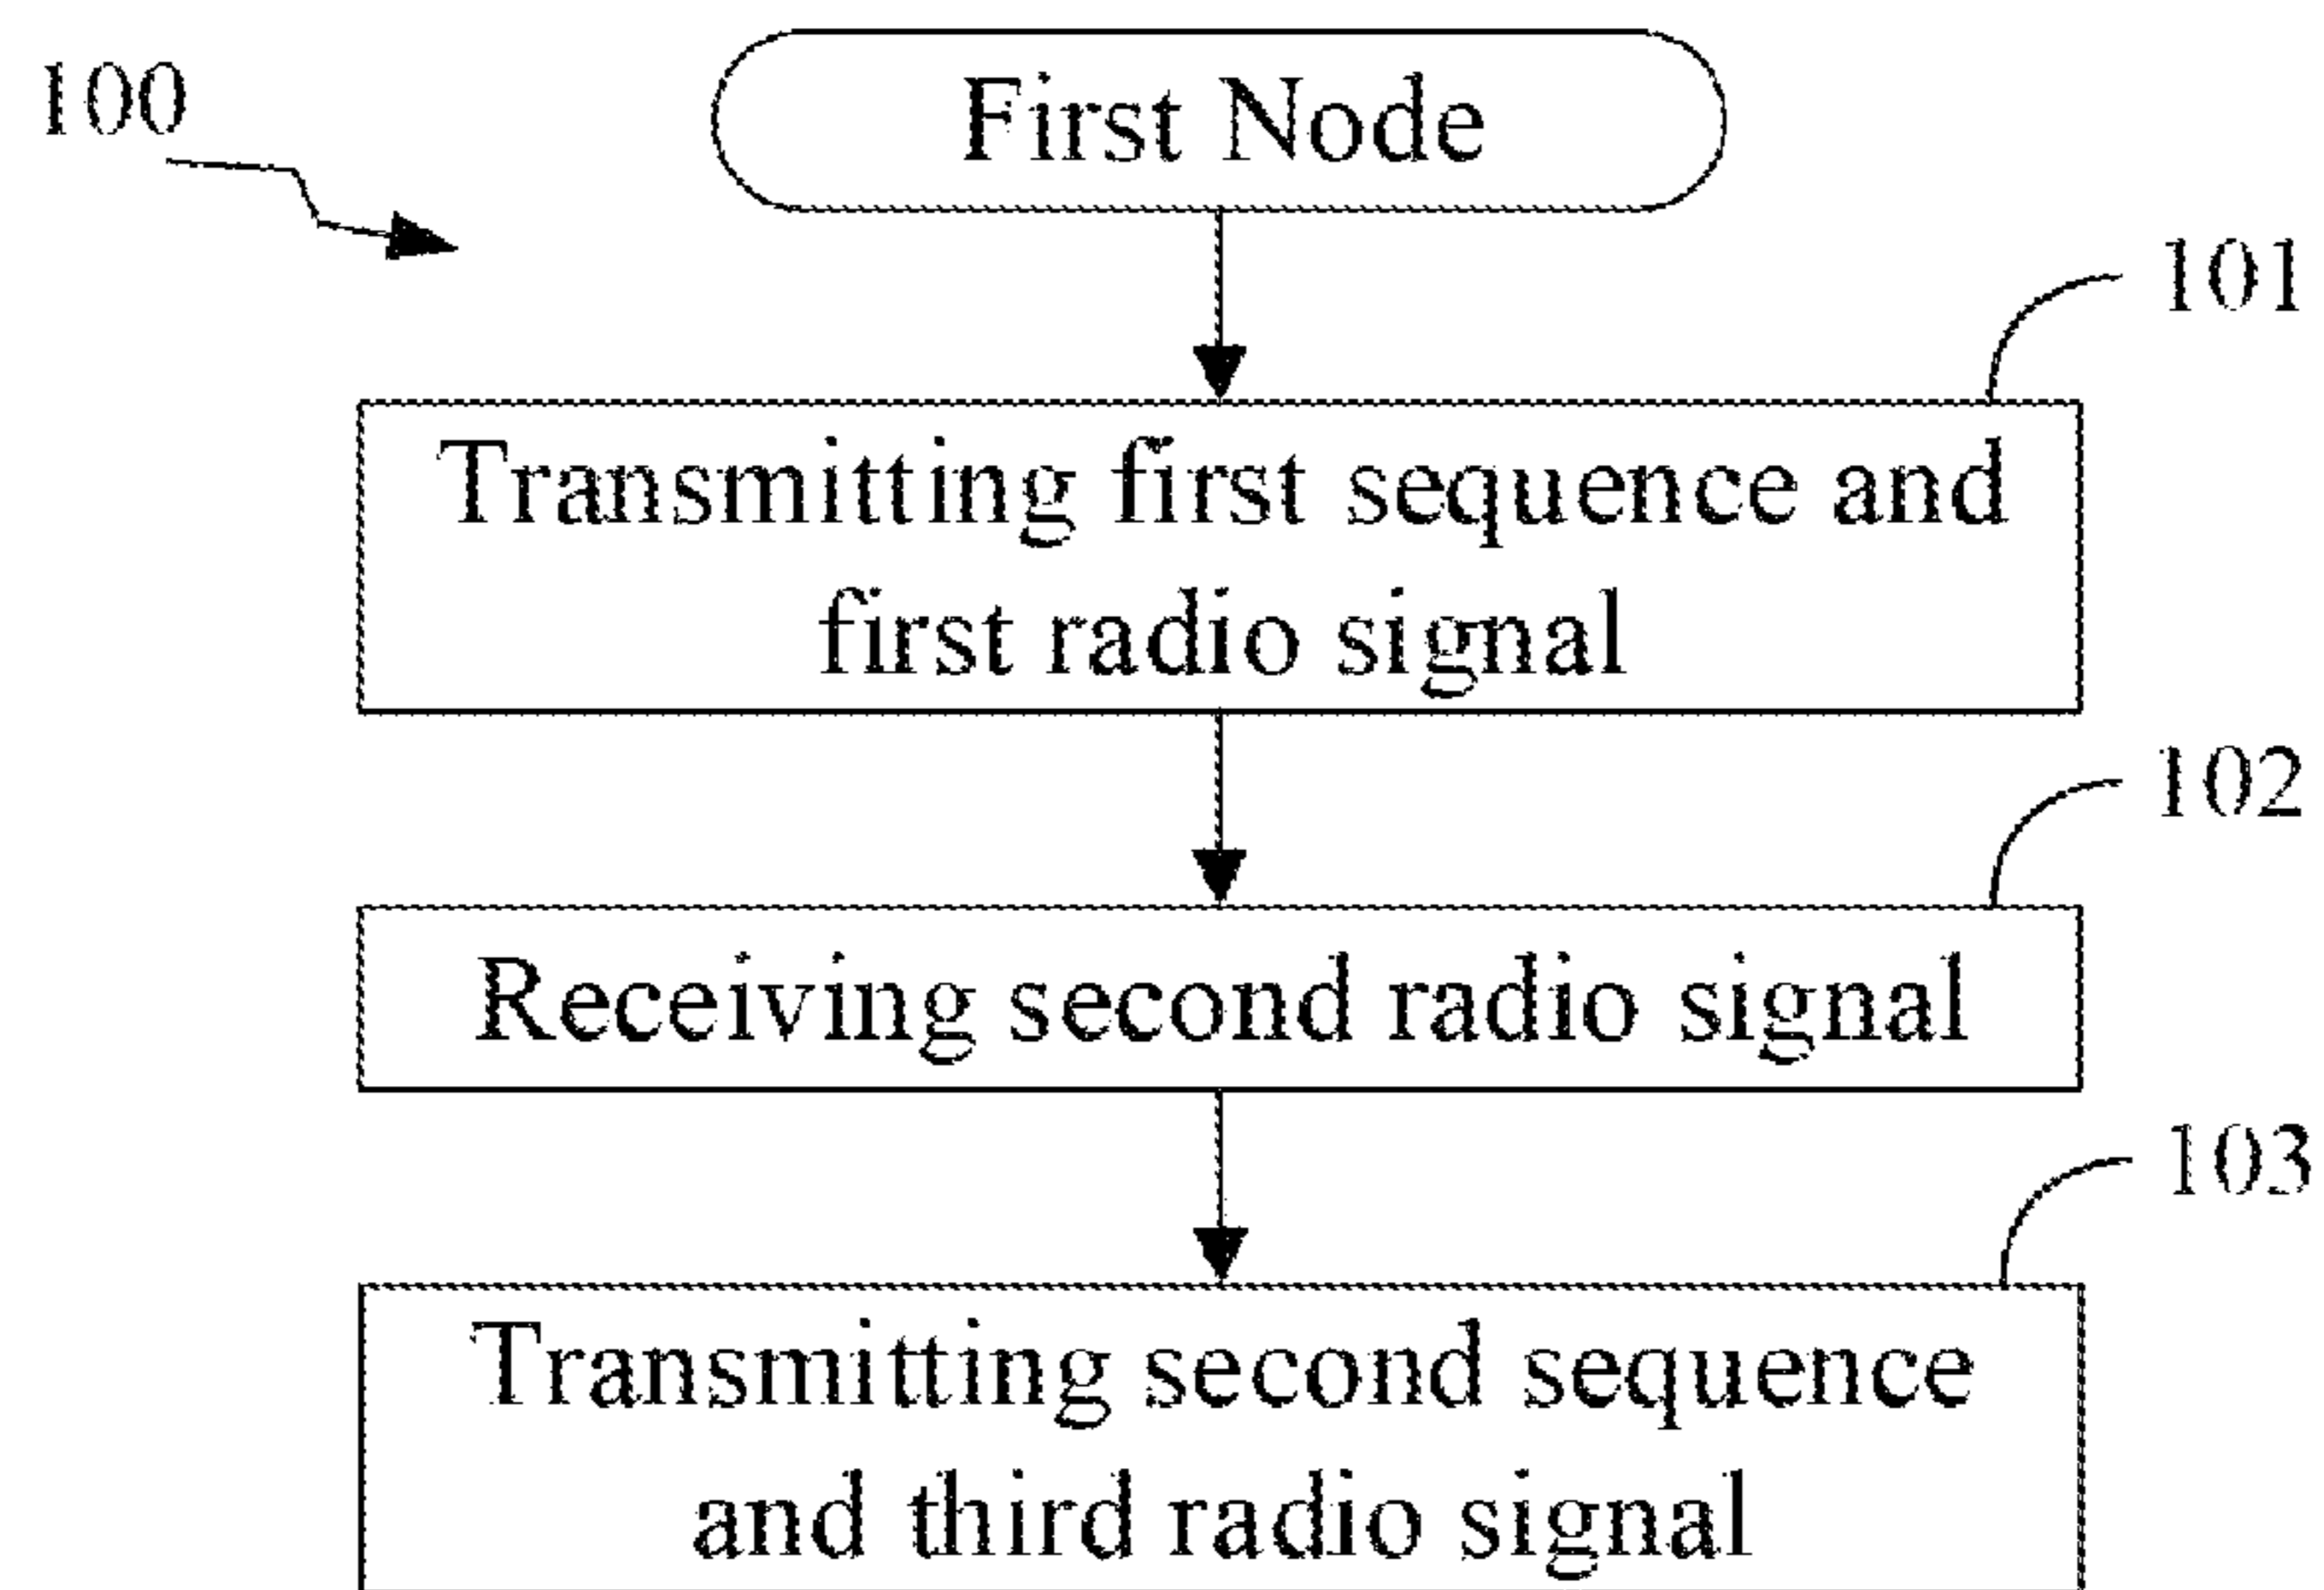 100
First Node
101
Transmitting first sequence and
first radio signal
102
Receiving second radio signal
103
Transmitting second sequence
and third radio signal